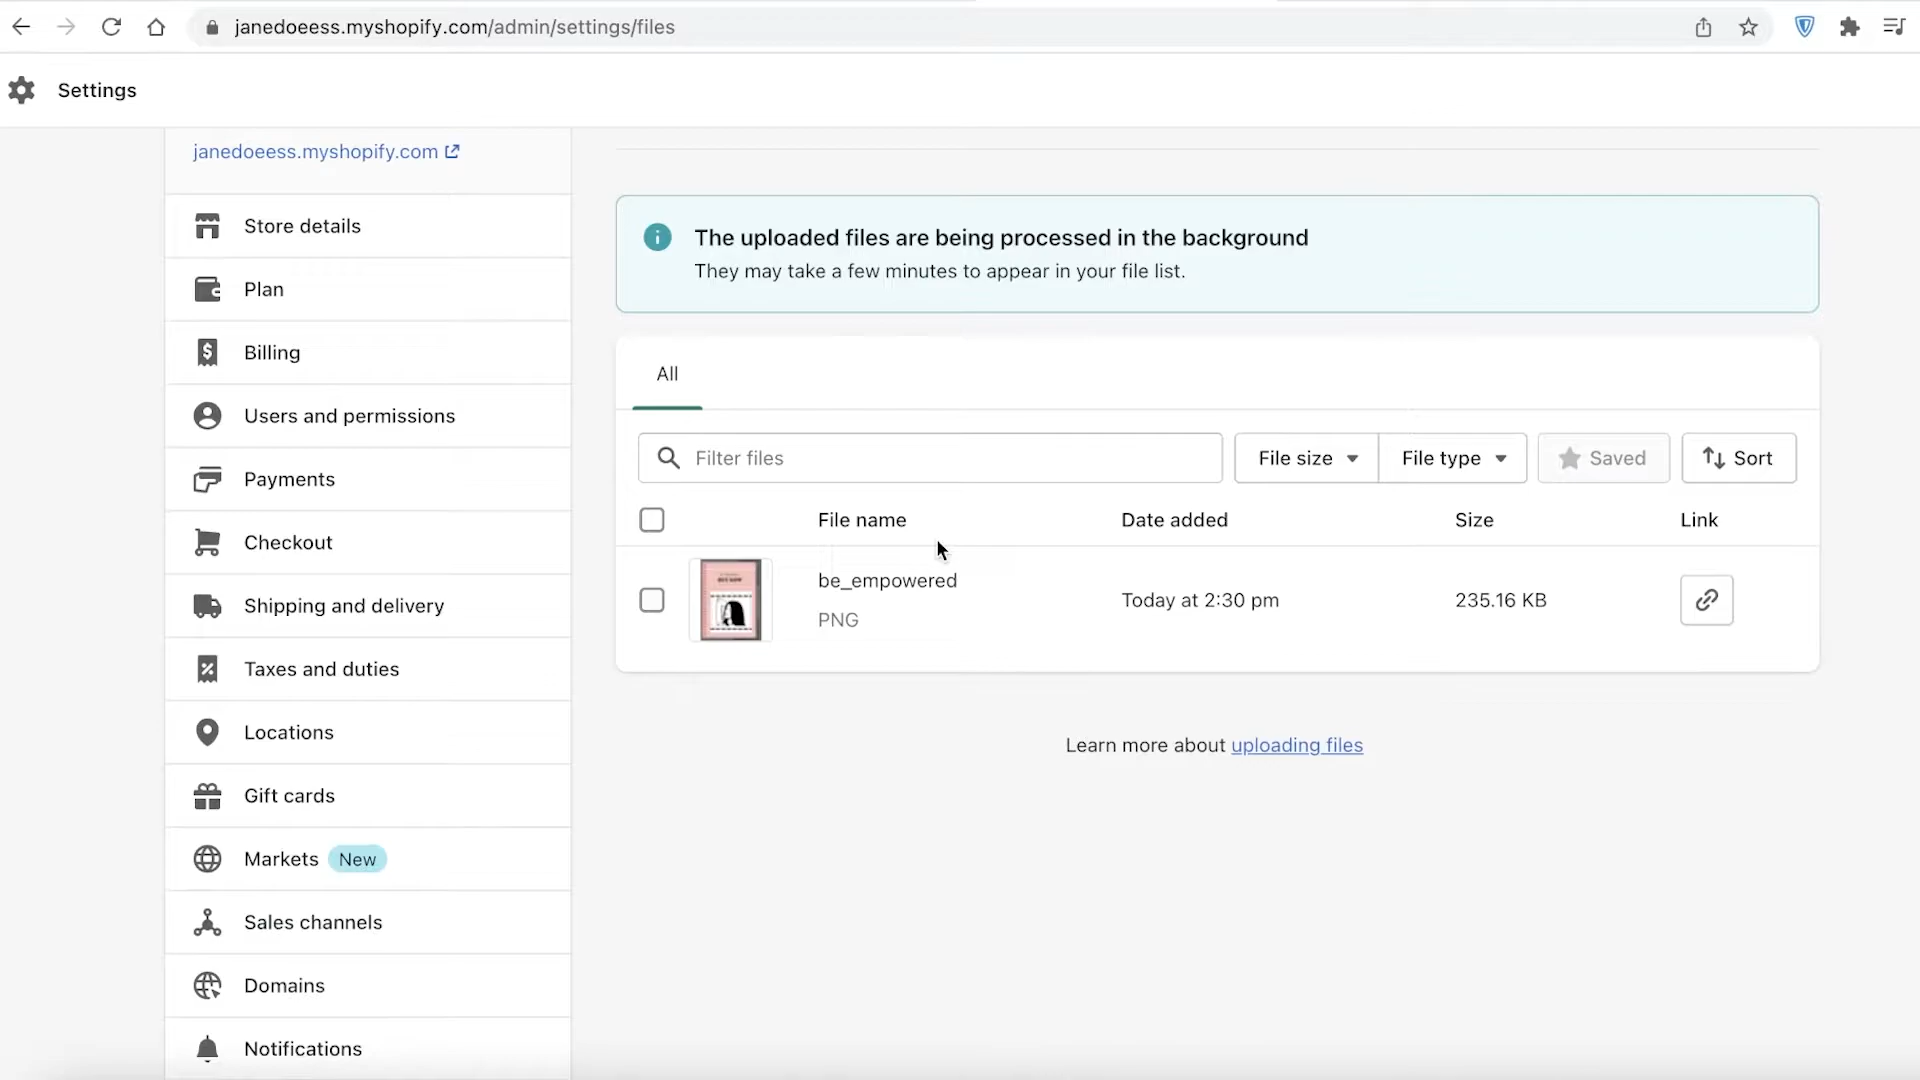 janedoeess.myshopify.com/admin/settings/files
Settings
janedoeess.myshopify.com
Store details
Plan
Billing
Users and permissions
Payments
Checkout
Shipping and delivery
Taxes and duties
Locations
Gift cards
Markets New
Sales channels
Domains
Notifications
The uploaded files are being processed in the background
They may take a few minutes to appear in your file list.
All
Filter files
File size
File type
Saved
Sort
File name Date added Size Link
be_empowered
PNG
Today at 2:30 pm
235.16 KB
Learn more about uploading files